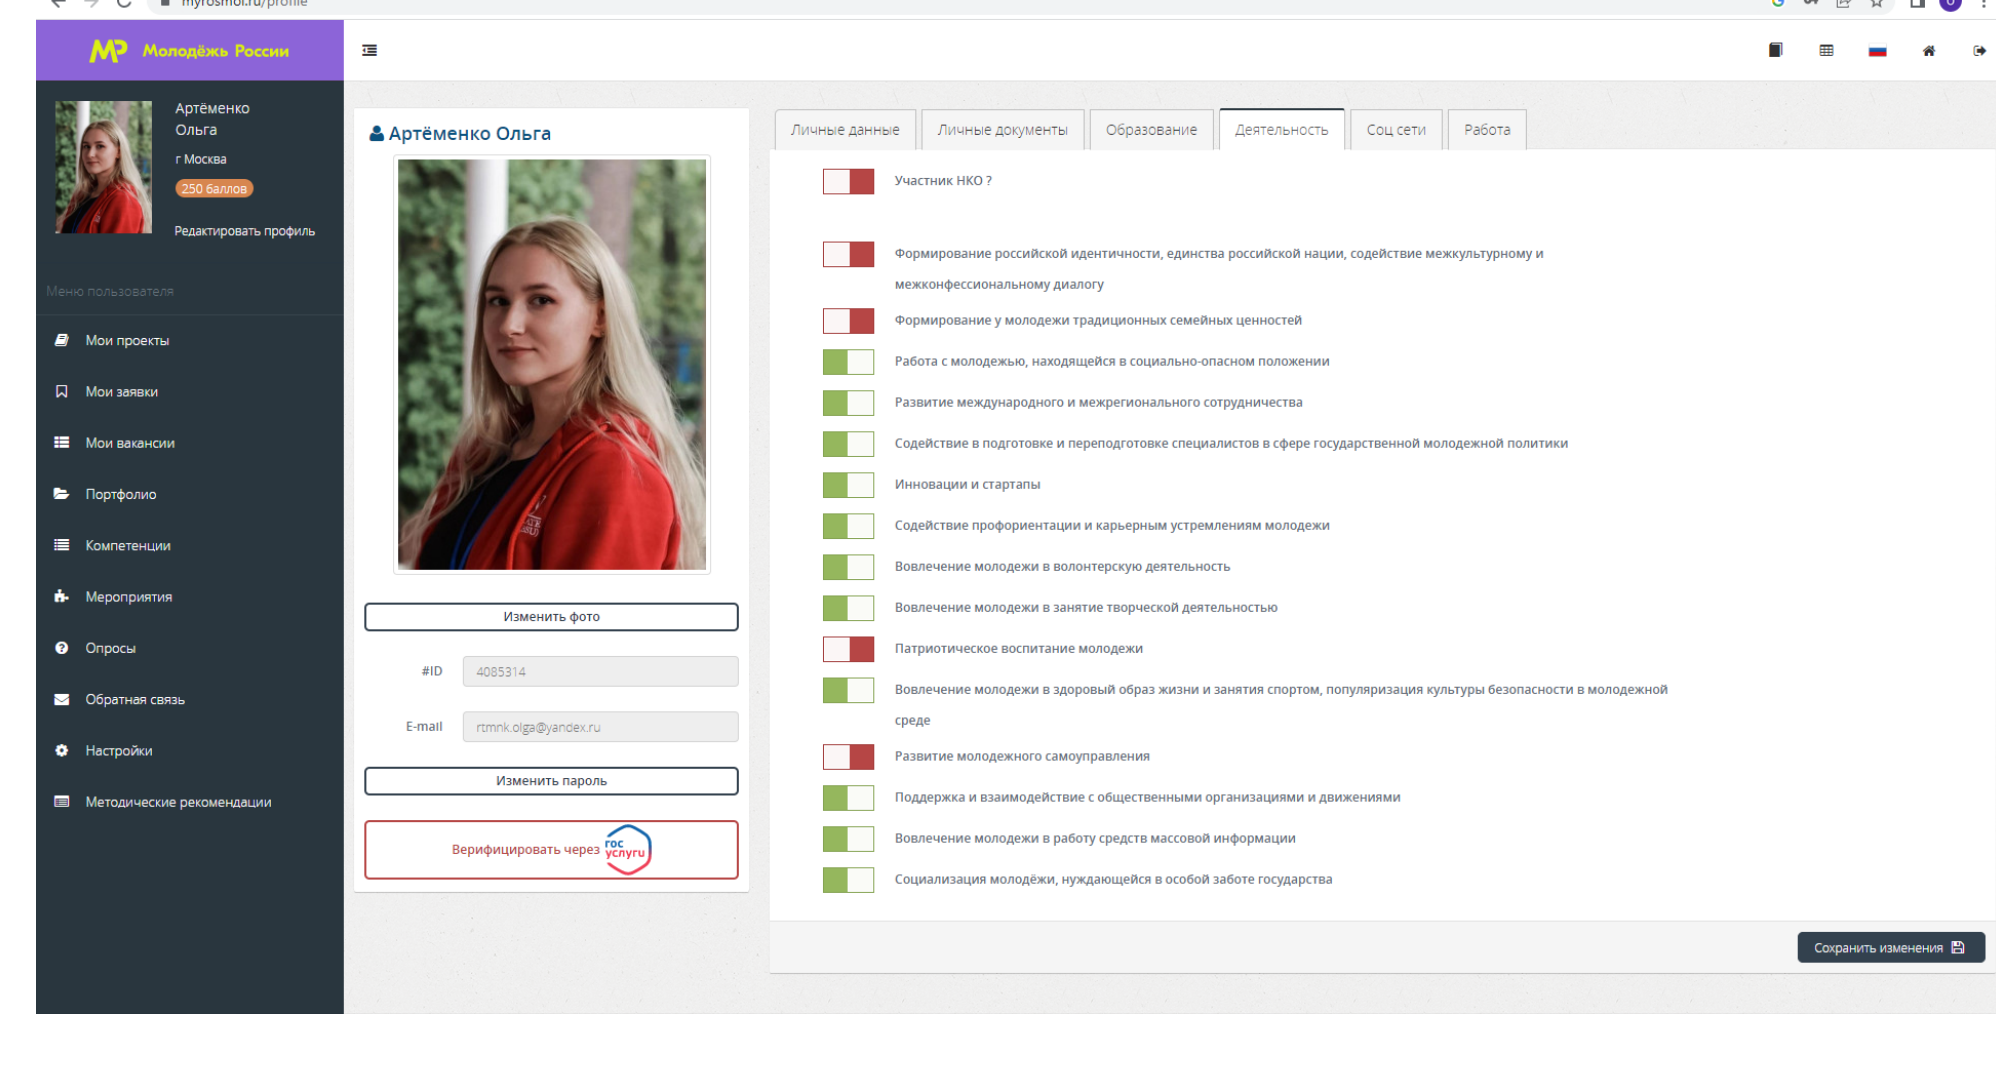 myrosmol.ru/profile
МР Молодёжь России
Артёменко
Ольга
г Москва
250 баллов
Редактировать профиль
Меню пользователя
Мои проекты
Мои заявки
Мои вакансии
Портфолио
Компетенции
Мероприятия
Опросы
Обратная связь
Настройки
Методические рекомендации
Артёменко Ольга
Изменить фото
#ID 4085314
E-mail rtmnk.olga@yandex.ru
Изменить пароль
Верифицировать через гос
услуги
Личные данные Личные документы Образование Деятельность Соц сети Работа
Участник НКО ?
Формирование российской идентичности, единства российской нации, содействие межкультурному и
межконфессиональному диалогу
Формирование у молодежи традиционных семейных ценностей
Работа с молодежью, находящейся в социально-опасном положении
Развитие международного и межрегионального сотрудничества
Содействие в подготовке и переподготовке специалистов в сфере государственной молодежной политики
Инновации и стартапы
Содействие профориентации и карьерным устремлениям молодежи
Вовлечение молодежи в волонтерскую деятельность
Вовлечение молодежи в занятие творческой деятельностью
Патриотическое воспитание молодежи
Вовлечение молодежи в здоровый образ жизни и занятия спортом, популяризация культуры безопасности в молодежной
среде
Развитие молодежного самоуправления
Поддержка и взаимодействие с общественными организациями и движениями
Вовлечение молодежи в работу средств массовой информации
Социализация молодёжи, нуждающейся в особой заботе государства
Сохранить изменения